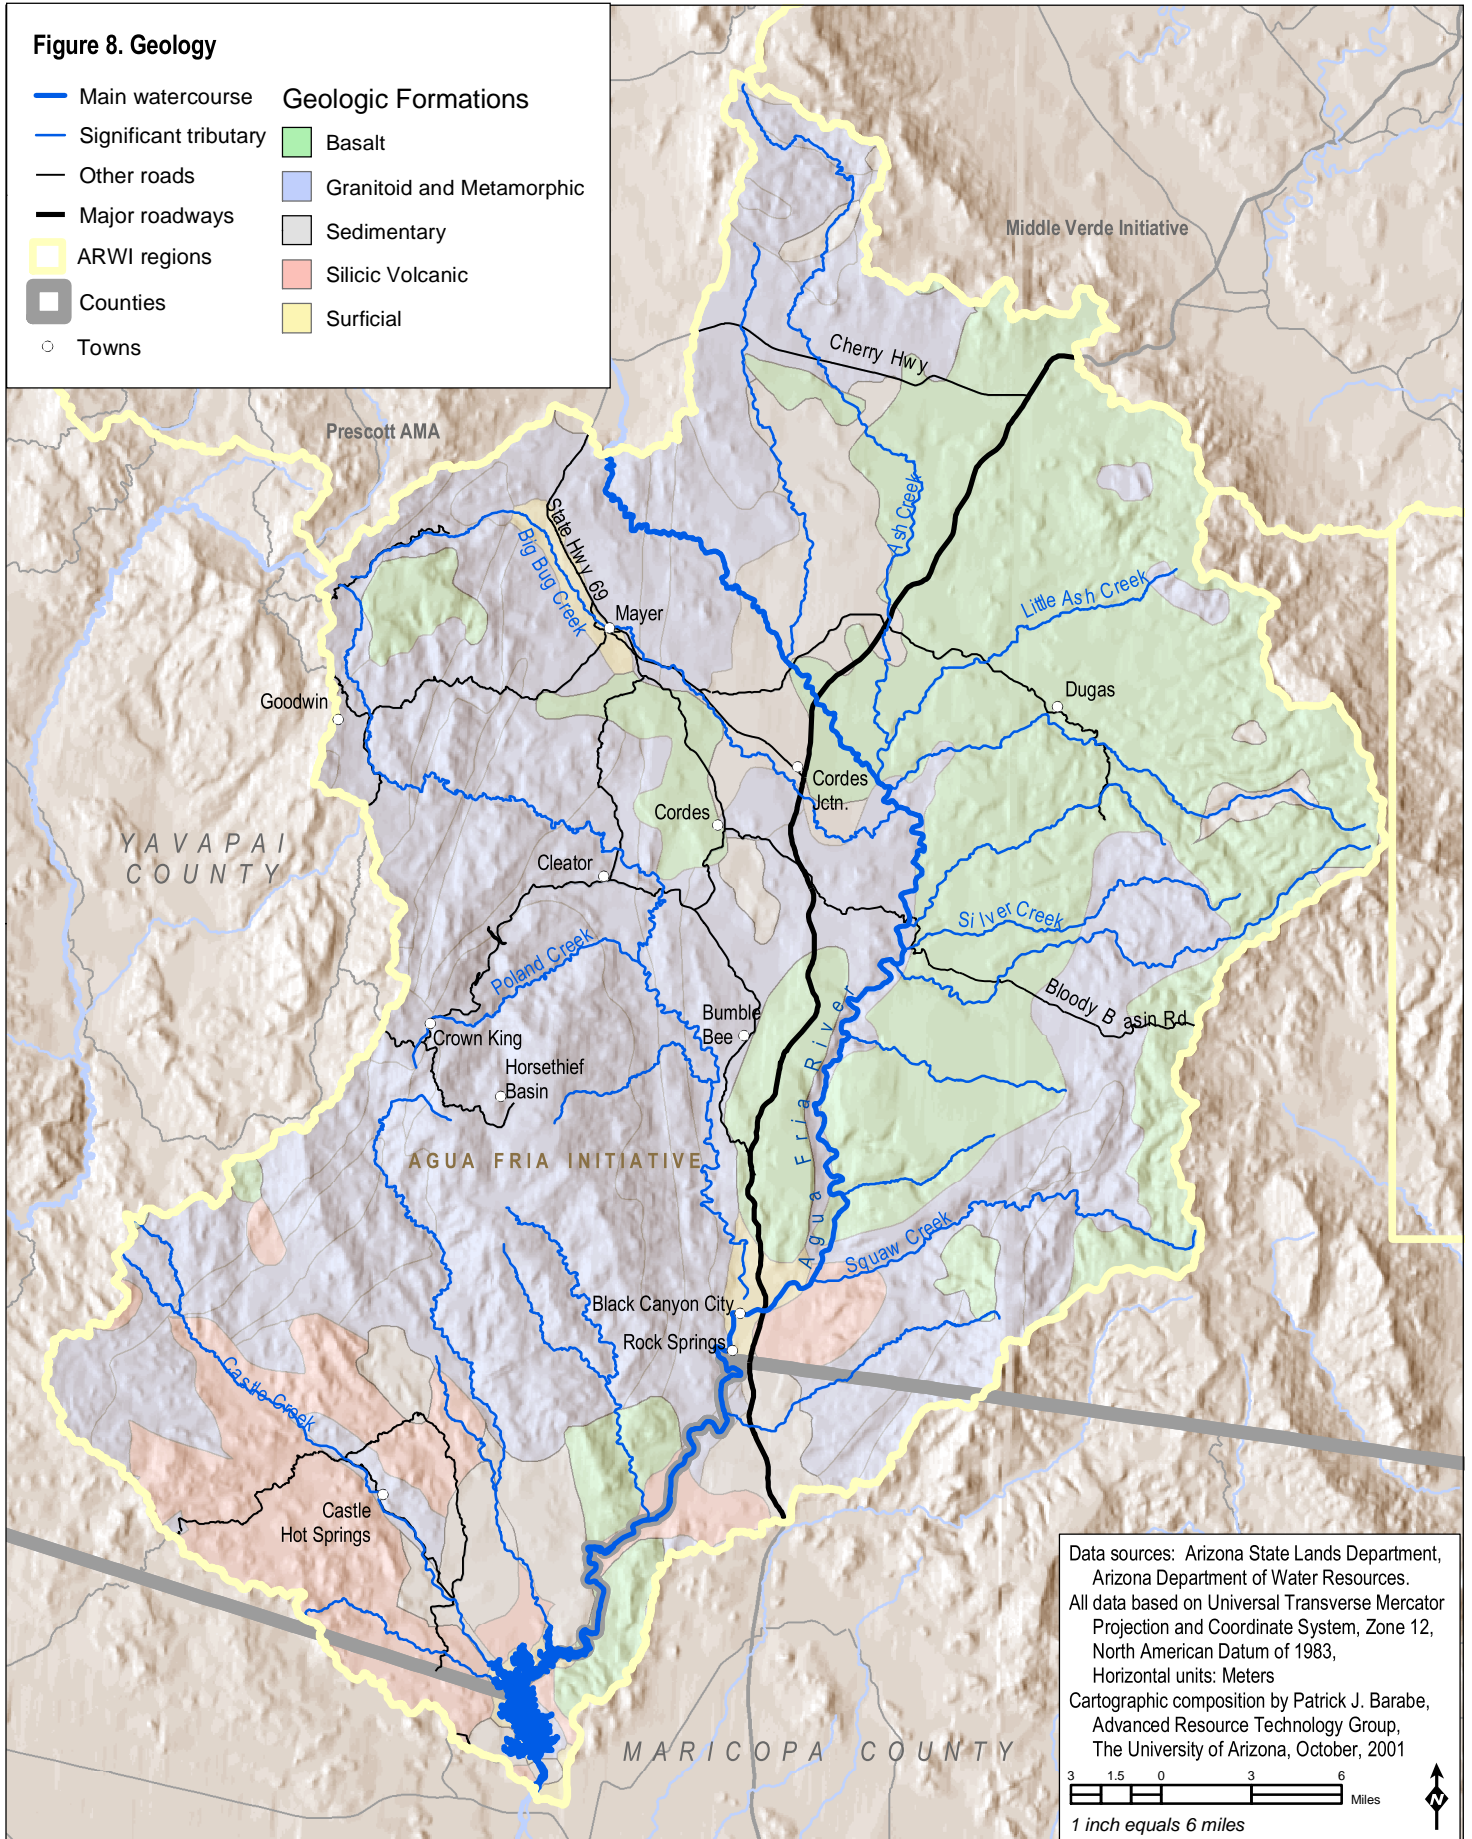 Figure 8. Geology
Main watercourse
Significant tributary
Other roads
Major roadways
ARWI regions
Counties
Towns
Geologic Formations
Basalt
Granitoid and Metamorphic
Sedimentary
Silicic Volcanic
Surficial
Middle Verde Initiative
Cherry Hwy
Prescott AMA
State Hwy 69
Big Bug Creek
Ash Creek
Little Ash Creek
Mayer
Goodwin
Dugas
Cordes
Jctn.
Cordes
YAVAPAI
COUNTY
Cleator
Silver Creek
Poland Creek
Bloody Basin Rd
Bumble
Bee
Crown King
Horsethief
Basin
Agua Fria River
AGUA FRIA INITIATIVE
Squaw Creek
Black Canyon City
Rock Springs
Castle Creek
Castle
Hot Springs
MARICOPA COUNTY
Data sources: Arizona State Lands Department,
Arizona Department of Water Resources.
All data based on Universal Transverse Mercator
Projection and Coordinate System, Zone 12,
North American Datum of 1983,
Horizontal units: Meters
Cartographic composition by Patrick J. Barabe,
Advanced Resource Technology Group,
The University of Arizona, October, 2001
3 1.5 0 3 6
Miles
N
1 inch equals 6 miles